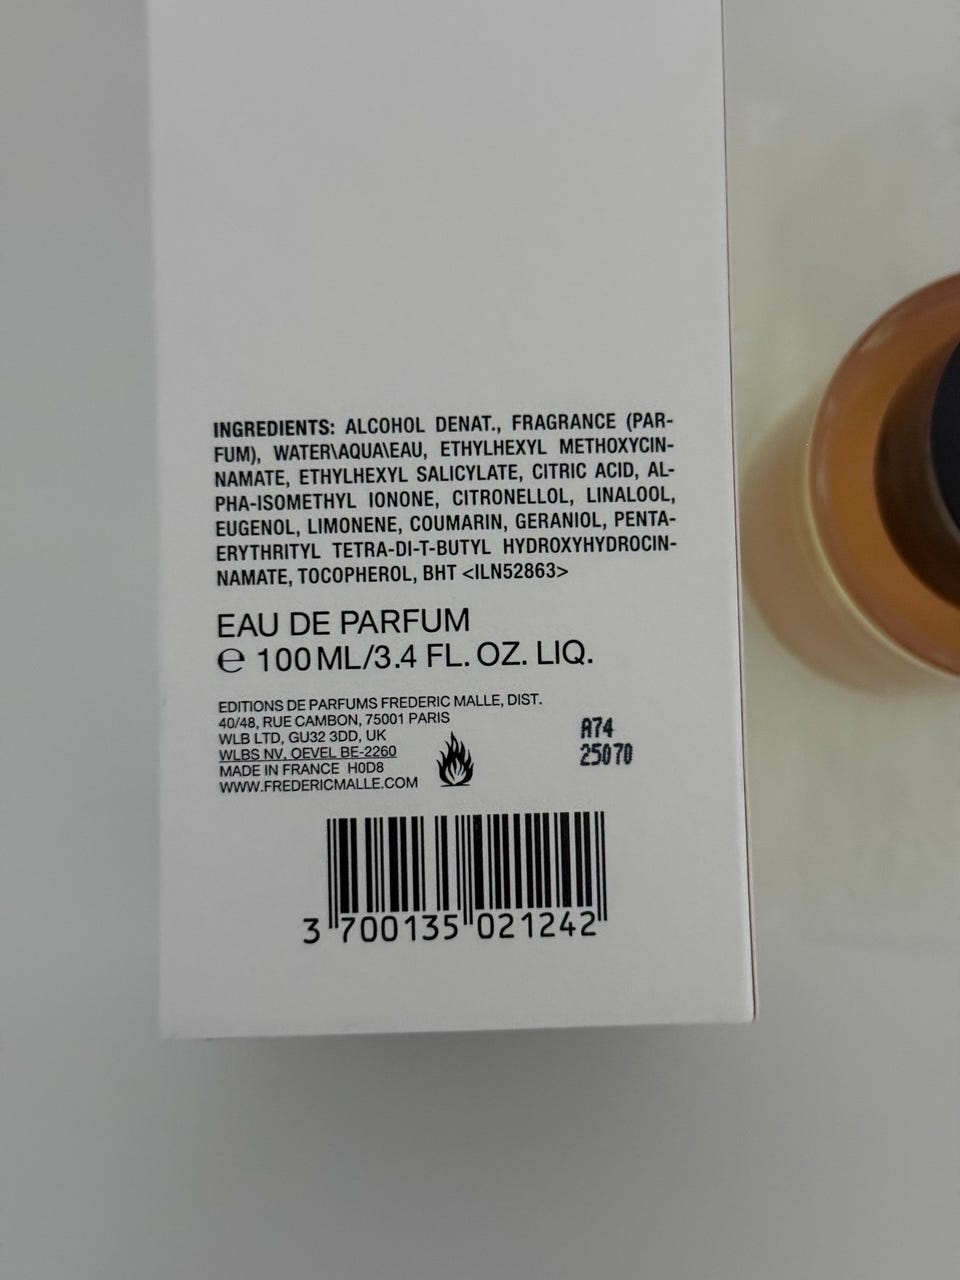 INGREDIENTS: ALCOHOL DENAT., FRAGRANCE (PAR-
FUM), WATER\AQUA\EAU, ETHYLHEXYL METHOXYCIN-
NAMATE, ETHYLHEXYL SALICYLATE, CITRIC ACID, AL-
PHA-ISOMETHYL IONONE, CITRONELLOL, LINALOOL,
EUGENOL, LIMONENE, COUMARIN, GERANIOL, PENTA-
ERYTHRITYL TETRA-DI-T-BUTYL HYDROXYHYDROCIN-
NAMATE, TOCOPHEROL, BHT <ILN52863>
EAU DE PARFUM
℮ 100 ML/3.4 FL. OZ. LIQ.
EDITIONS DE PARFUMS FREDERIC MALLE, DIST.
40/48, RUE CAMBON, 75001 PARIS
WLB LTD, GU32 3DD, UK
WLBS NV, OEVEL BE-2260
MADE IN FRANCE H0D8
WWW.FREDERICMALLE.COM
A74
25070
3 700135 021242